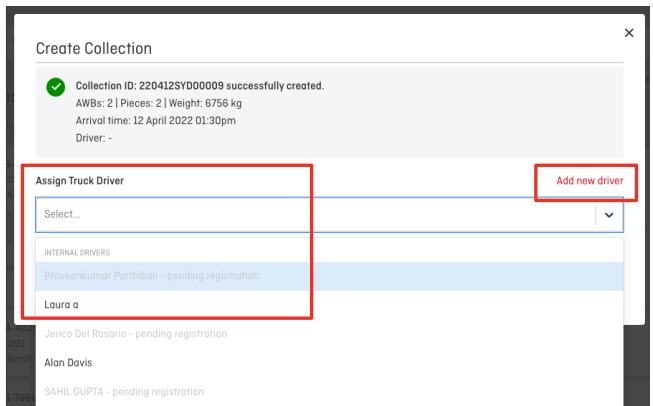 ×
Create Collection
Collection ID: 220412SYD00009 successfully created.
AWBs: 2 | Pieces: 2 | Weight: 6756 kg
Arrival time: 12 April 2022 01:30pm
Driver: -
Assign Truck Driver
Add new driver
Select...
INTERNAL DRIVERS
Praveenkumar Parthiban - pending registration
Laura a
Jerico Del Rosario - pending registration
Alan Davis
SAHIL GUPTA - pending registration